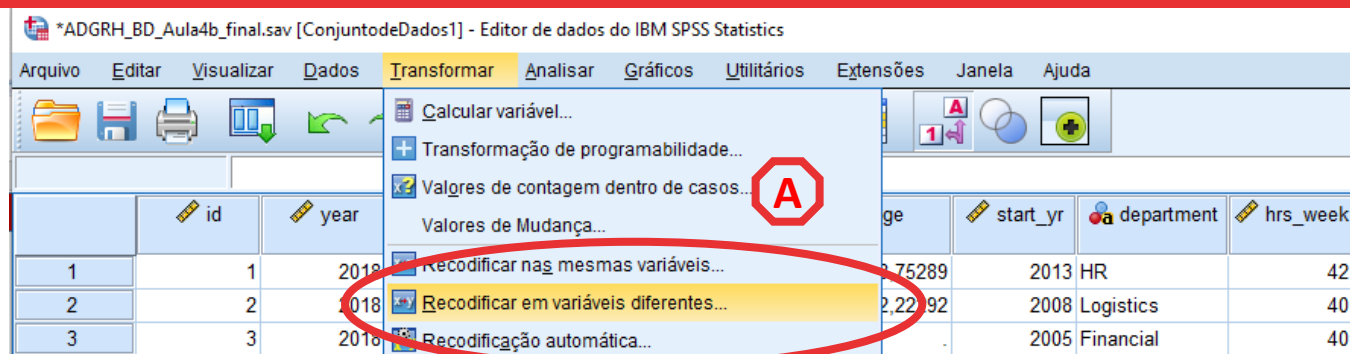 *ADGRH_BD_Aula4b_final.sav [ConjuntodeDados1] - Editor de dados do IBM SPSS Statistics
Arquivo Editar Visualizar Dados Transformar Analisar Gráficos Utilitários Extensões Janela Ajuda
Calcular variável...
Transformação de programabilidade...
Valores de contagem dentro de casos...
A
Valores de Mudança...
Recodificar nas mesmas variáveis...
Recodificar em variáveis diferentes...
Recodificação automática...
id year start_yr department hrs_week
1 1 2018 2013 HR 42
2 2 2018 2008 Logistics 40
3 3 2018 . 2005 Financial 40